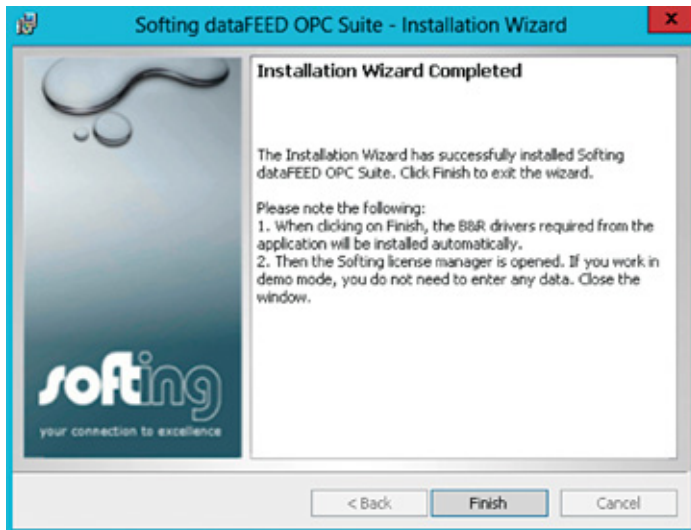 Softing dataFEED OPC Suite - Installation Wizard
x
Installation Wizard Completed
The Installation Wizard has successfully installed Softing
dataFEED OPC Suite. Click Finish to exit the wizard.
Please note the following:
1. When clicking on Finish, the B&R drivers required from the
application will be installed automatically.
2. Then the Softing license manager is opened. If you work in
demo mode, you do not need to enter any data. Close the
window.
softing
your connection to excellence
< Back
Finish
Cancel